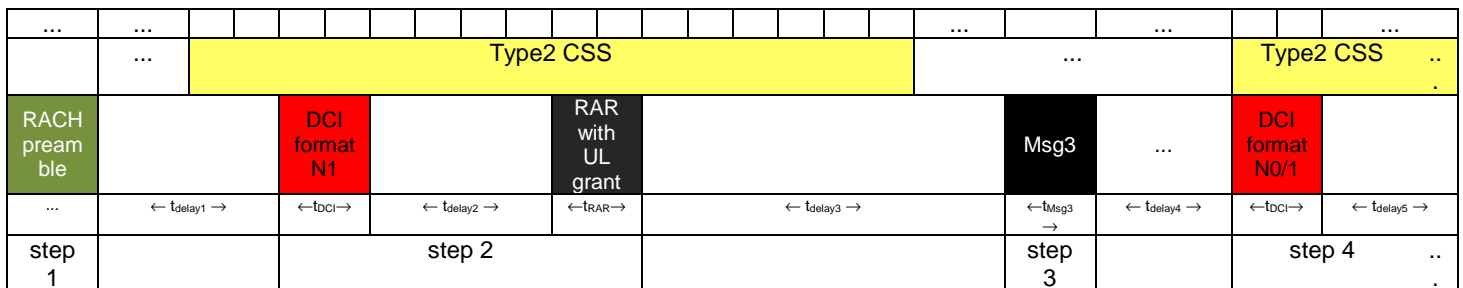 ... ... ... ... ...
... Type2 CSS ... Type2 CSS ..
.
RACH
pream
ble
DCI
format
N1
RAR
with
UL
grant
Msg3
...
DCI
format
N0/1
... ← tdelay1 → ←tDCI→ ← tdelay2 → ←tRAR→ ← tdelay3 → ←tMsg3
→
← tdelay4 → ←tDCI→ ← tdelay5 →
step
1
step 2
step
3
step 4 ..
.